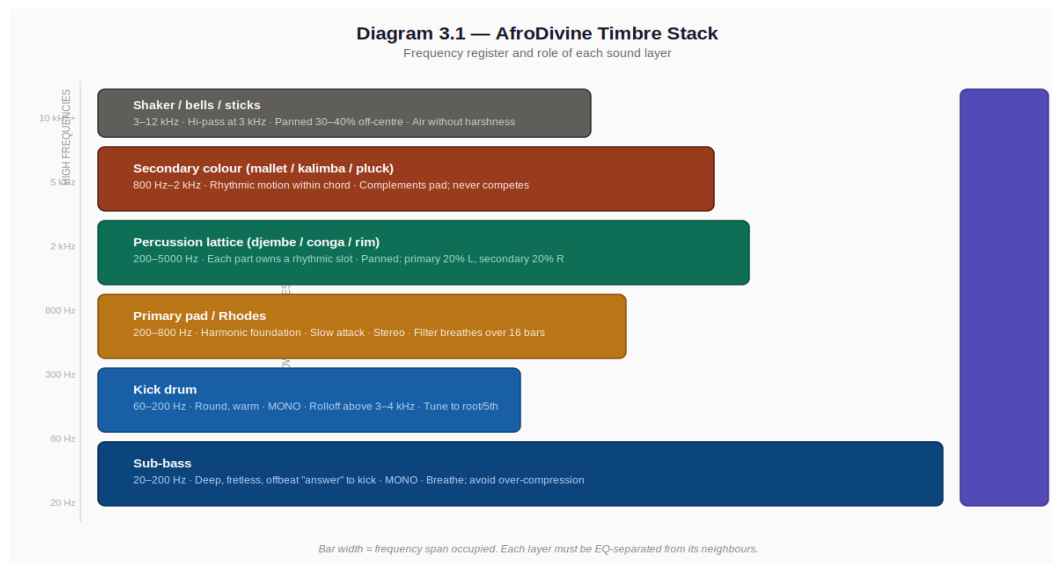 Diagram 3.1 — AfroDivine Timbre Stack
Frequency register and role of each sound layer
HIGH FREQUENCIES
Shaker / bells / sticks
3–12 kHz · Hi-pass at 3 kHz · Panned 30–40% off-centre · Air without harshness
Secondary colour (mallet / kalimba / pluck)
5 kHz
800 Hz–2 kHz · Rhythmic motion within chord · Complements pad; never competes
Percussion lattice (djembe / conga / rim)
2 kHz
200–5000 Hz · Each part owns a rhythmic slot · Panned: primary 20% L, secondary 20% R
800 Hz
Primary pad / Rhodes
200–800 Hz · Harmonic foundation · Slow attack · Stereo · Filter breathes over 16 bars
300 Hz
Kick drum
60–200 Hz · Round, warm · MONO · Rolloff above 3–4 kHz · Tune to root/5th
80 Hz
Sub-bass
20–200 Hz · Deep, fretless, offbeat "answer" to kick · MONO · Breathe; avoid over-compression
20 Hz
Bar width = frequency span occupied. Each layer must be EQ-separated from its neighbours.